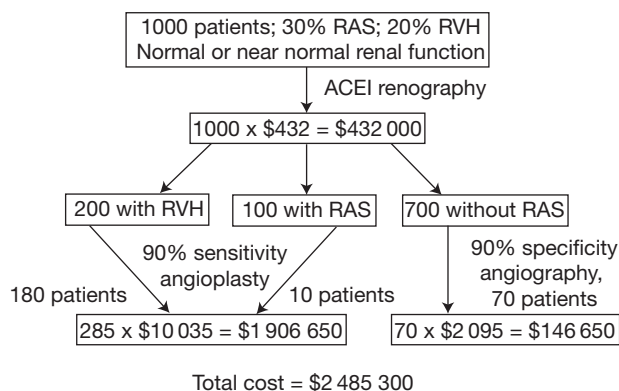 1000 patients; 30% RAS; 20% RVH
Normal or near normal renal function
ACEI renography
1000 x $432 = $432 000
200 with RVH
100 with RAS
700 without RAS
90% sensitivity
angioplasty
90% specificity
angiography,
70 patients
180 patients
10 patients
285 x $10 035 = $1 906 650
70 x $2 095 = $146 650
Total cost = $2 485 300